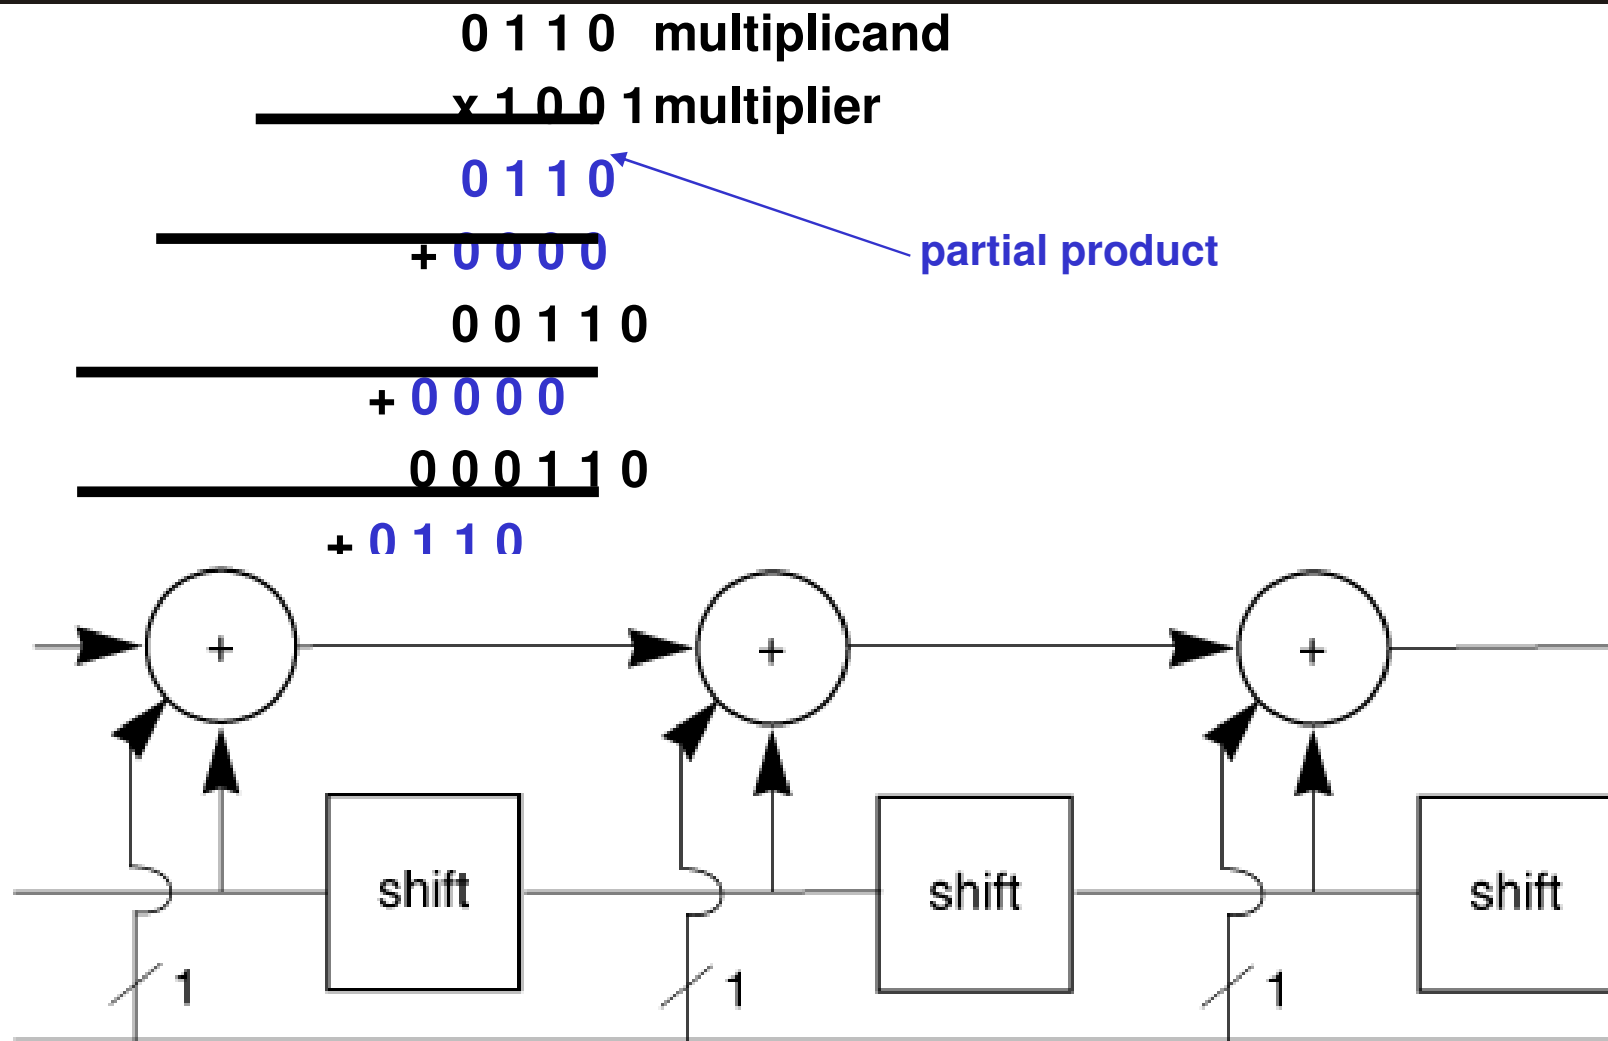 0 1 1 0 multiplicand
x 1 0 0 1 multiplier
0 1 1 0
+ 0 0 0 0
partial product
0 0 1 1 0
+ 0 0 0 0
0 0 0 1 1 0
+ 0 1 1 0
+ + +
shift shift shift
1 1 1